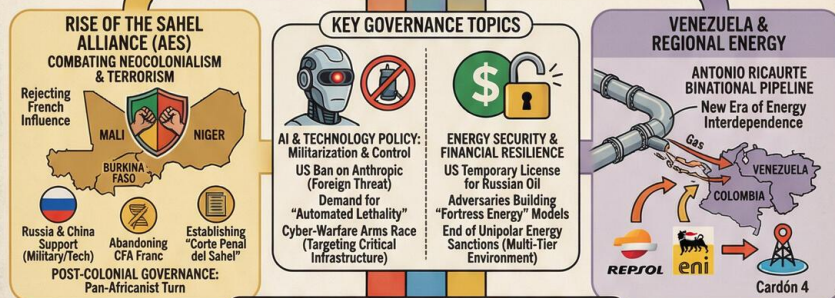 RISE OF THE SAHEL
ALLIANCE (AES)
COMBATING NEOCOLONIALISM
& TERRORISM
Rejecting
French
Influence
MALI
NIGER
BURKINA
FASO
Russia & China
Support
(Military/Tech)
Abandoning
CFA Franc
Establishing
"Corte Penal
del Sahel"
POST-COLONIAL GOVERNANCE:
Pan-Africanist Turn
KEY GOVERNANCE TOPICS
AI & TECHNOLOGY POLICY:
Militarization & Control
US Ban on Anthropic
(Foreign Threat)
Demand for
"Automated Lethality"
Cyber-Warfare Arms Race
(Targeting Critical
Infrastructure)
$
ENERGY SECURITY &
FINANCIAL RESILIENCE
US Temporary License
for Russian Oil
Adversaries Building
"Fortress Energy" Models
End of Unipolar Energy
Sanctions (Multi-Tier
Environment)
VENEZUELA &
REGIONAL ENERGY
ANTONIO RICAURTE
BINATIONAL PIPELINE
New Era of Energy
Interdependence
Gas
VENEZUELA
COLOMBIA
REPSOL
eni
Cardón 4